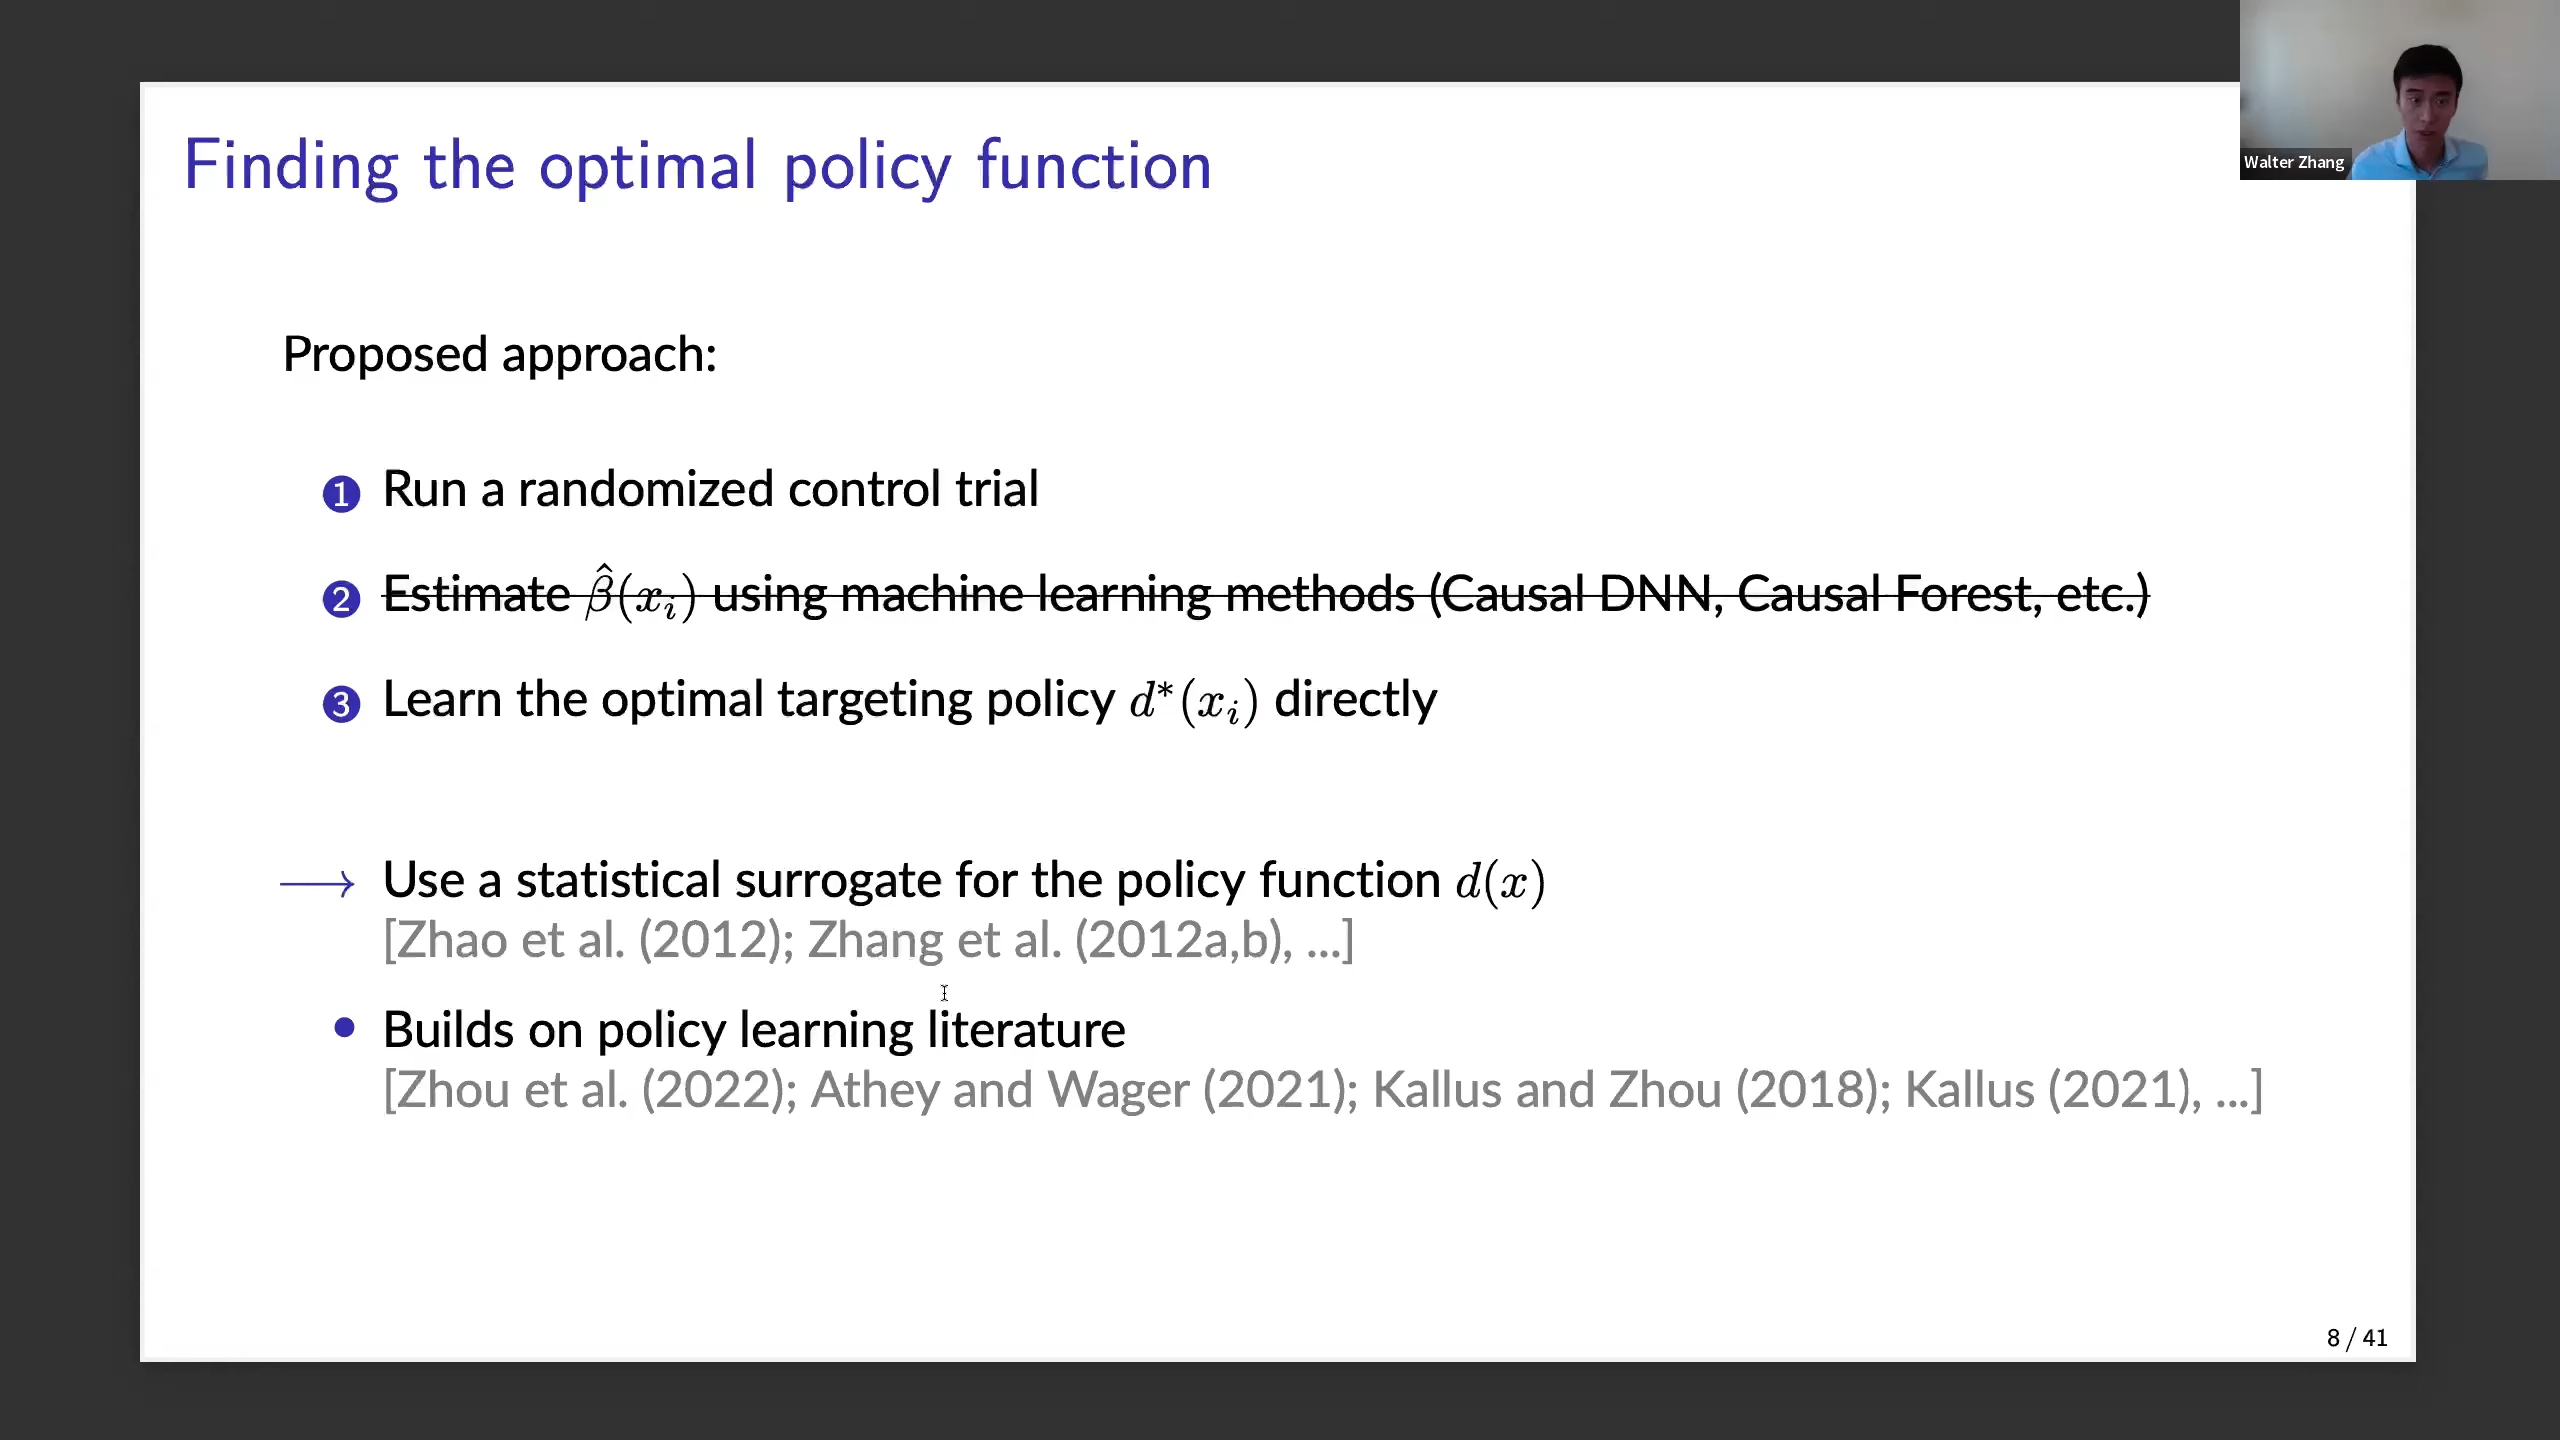 Finding the optimal policy function
Walter Zhang
Proposed approach:
1 Run a randomized control trial
2 Estimate β̂(xᵢ) using machine learning methods (Causal DNN, Causal Forest, etc.)
3 Learn the optimal targeting policy d*(xᵢ) directly
→ Use a statistical surrogate for the policy function d(x)
[Zhao et al. (2012); Zhang et al. (2012a,b), ...]
• Builds on policy learning literature
[Zhou et al. (2022); Athey and Wager (2021); Kallus and Zhou (2018); Kallus (2021), ...]
8 / 41